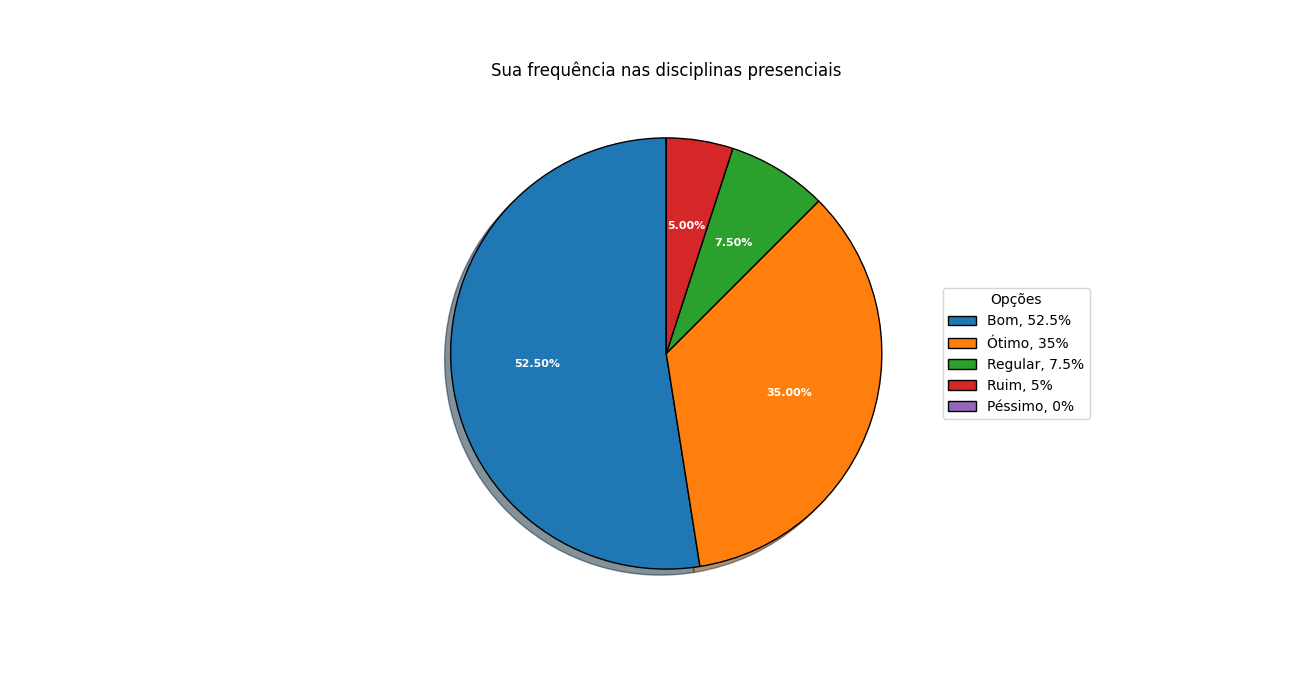 Sua frequência nas disciplinas presenciais
5.00%
7.50%
52.50%
35.00%
Opções
Bom, 52.5%
Ótimo, 35%
Regular, 7.5%
Ruim, 5%
Péssimo, 0%